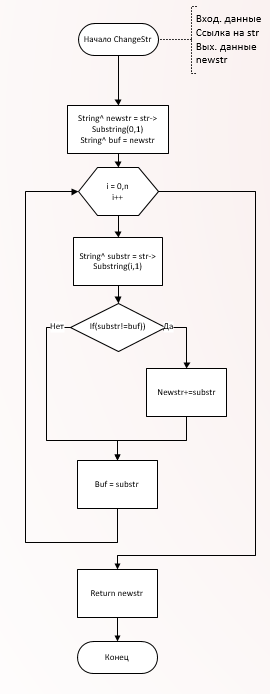 Начало ChangeStr
Вход. данные
Ссылка на str
Вых. данные
newstr
String^ newstr = str->
Substring(0,1)
String^ buf = newstr
i = 0,n
i++
String^ substr = str->
Substring(i,1)
Нет
If(substr!=buf))
Да
Newstr+=substr
Buf = substr
Return newstr
Конец